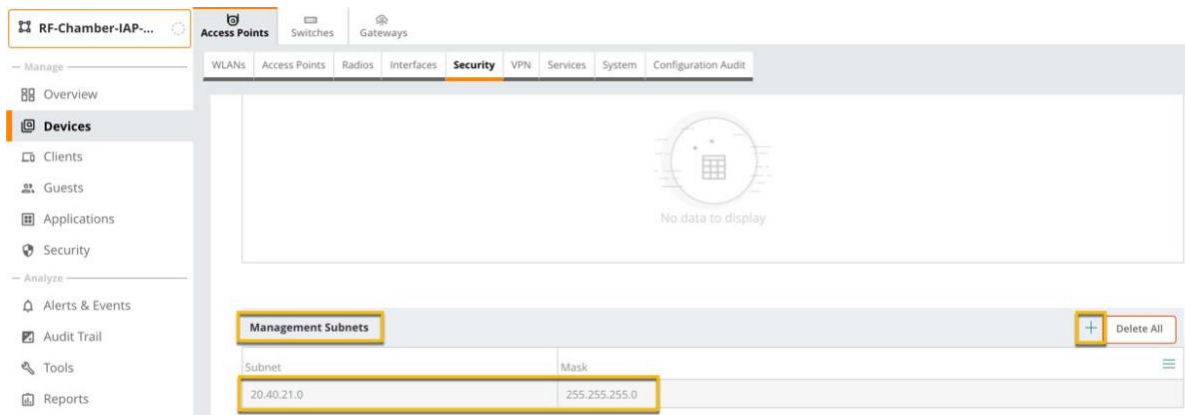 RF-Chamber-IAP-...
Access Points Switches Gateways
Manage
WLANs Access Points Radios Interfaces Security VPN Services System Configuration Audit
Overview
Devices
Clients
Guests
Applications
Security
No data to display
Analyze
Alerts & Events
Audit Trail
Tools
Reports
Management Subnets
+ Delete All
Subnet Mask
20.40.21.0 255.255.255.0